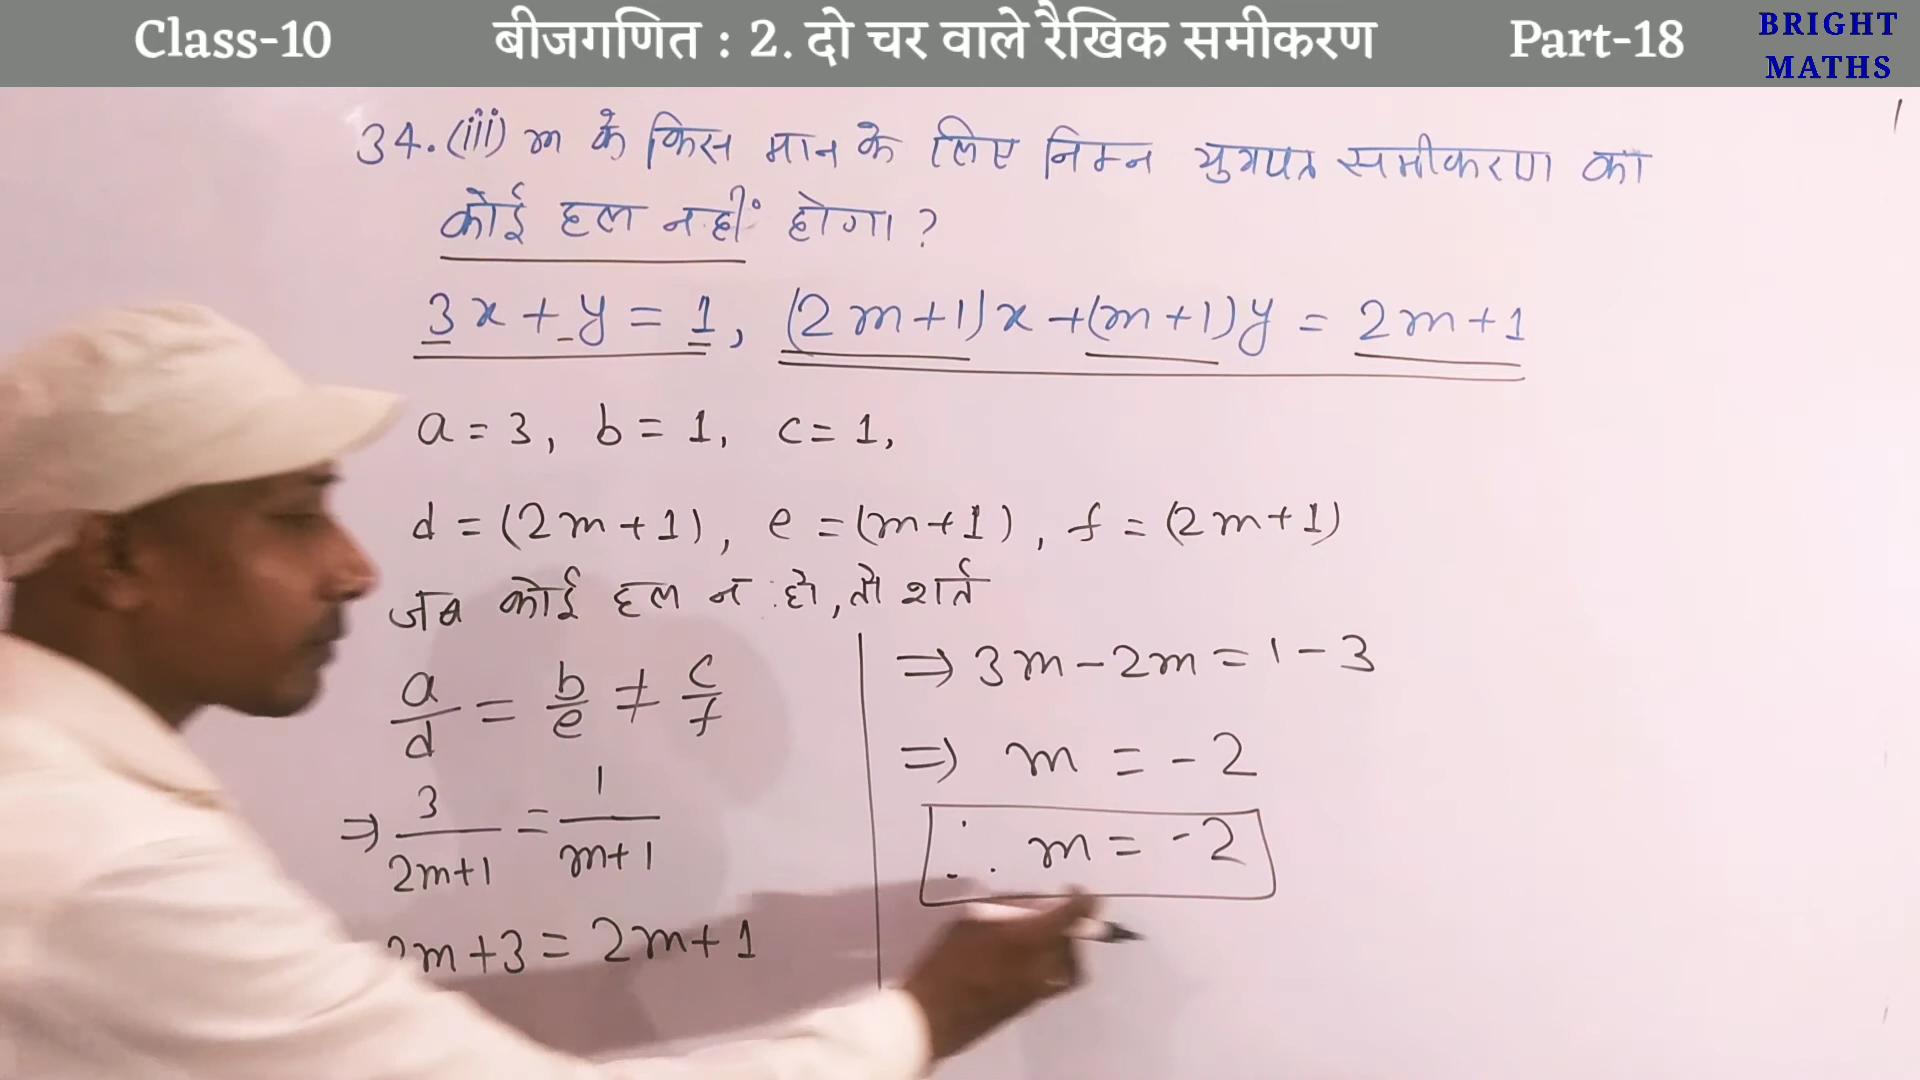 Class-10 बीजगणित : 2. दो चर वाले रैखिक समीकरण Part-18 BRIGHT MATHS
34.(iii) m के किस मान के लिए निम्न युगपत समीकरण का
कोई हल नहीं होगा?
3x + y = 1, (2m+1)x+(m+1)y = 2m+1
a = 3, b = 1, c = 1,
d = (2m+1), e = (m+1), f = (2m+1)
जब कोई हल न हो, तो शर्त
a/d = b/e ≠ c/f
⇒ 3/2m+1 = 1/m+1
m+3 = 2m+1
⇒ 3m-2m = 1-3
⇒ m = -2
∴ m = -2